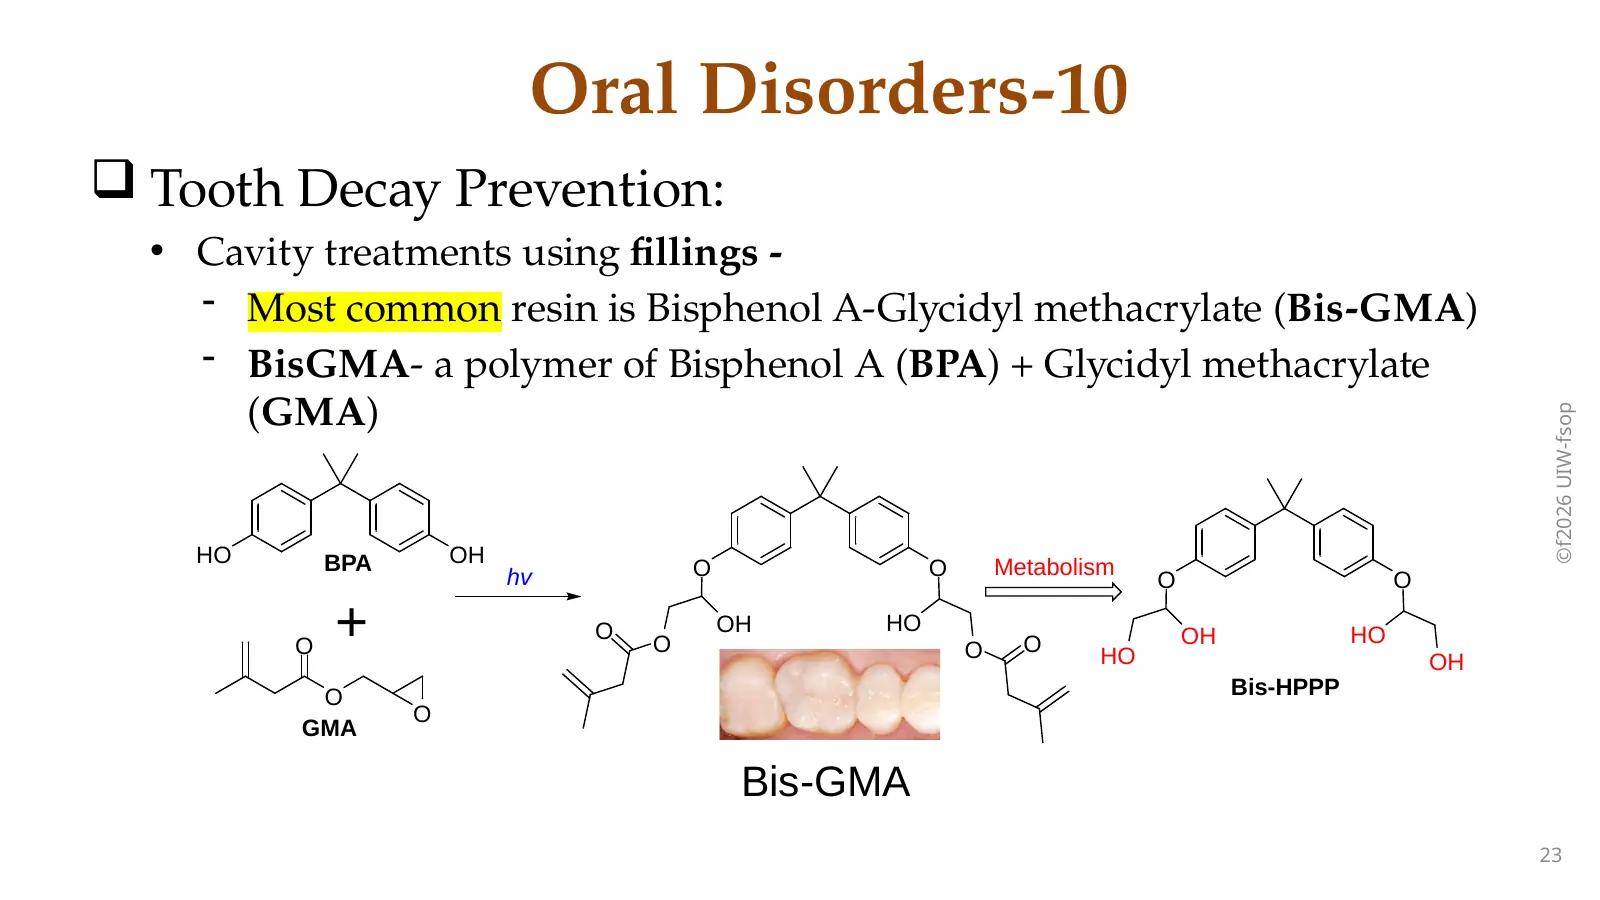 Oral Disorders-10
Tooth Decay Prevention:
• Cavity treatments using fillings -
- Most common resin is Bisphenol A-Glycidyl methacrylate (Bis-GMA)
- BisGMA- a polymer of Bisphenol A (BPA) + Glycidyl methacrylate
(GMA)
HO
BPA
OH
+
O
O
O
GMA
hv
O
O
OH
HO
O
O
O
O
Bis-GMA
Metabolism
O
O
OH
HO
HO
OH
Bis-HPPP
©f2026 UIW-fsop
23